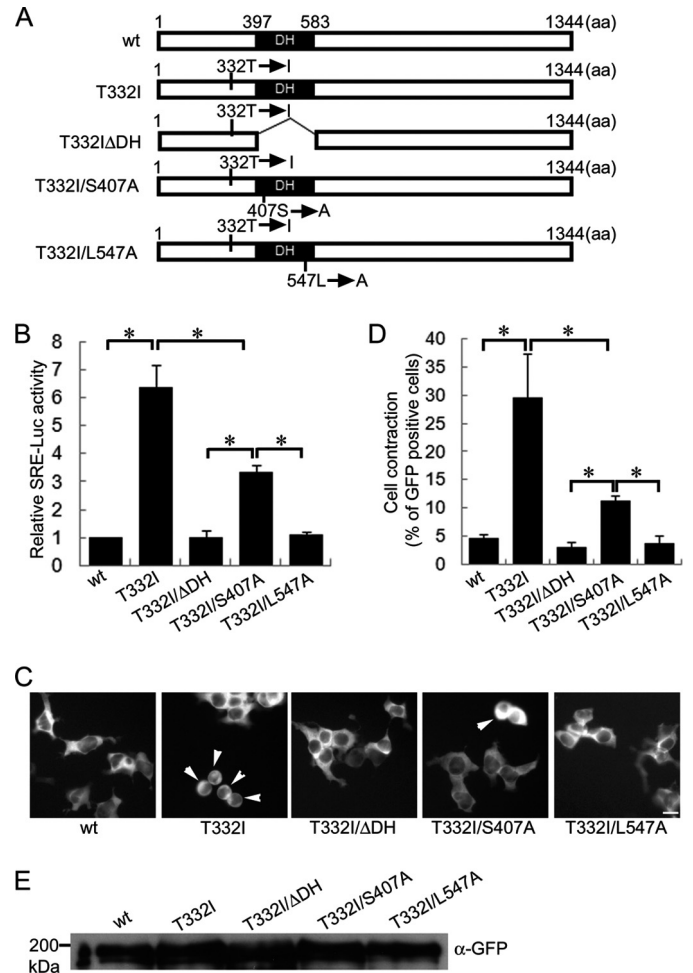 A
1 397 583 1344(aa)
wt DH
1 332T I 1344(aa)
T332I DH
1 332T I 1344(aa)
T332IΔDH
1 332T I 1344(aa)
T332I/S407A DH
407S A
1 332T I 1344(aa)
T332I/L547A DH
547L A
B
Relative SRE-Luc activity
8
7
6
5
4
3
2
1
0
* * * *
wt T332I T332I/ΔDH T332I/S407A T332I/L547A
D
Cell contraction
(% of GFP positive cells)
40
35
30
25
20
15
10
5
0
* * * *
wt T332I T332I/ΔDH T332I/S407A T332I/L547A
C
wt T332I T332I/ΔDH T332I/S407A T332I/L547A
E
wt T332I T332I/ΔDH T332I/S407A T332I/L547A
200
kDa
α-GFP